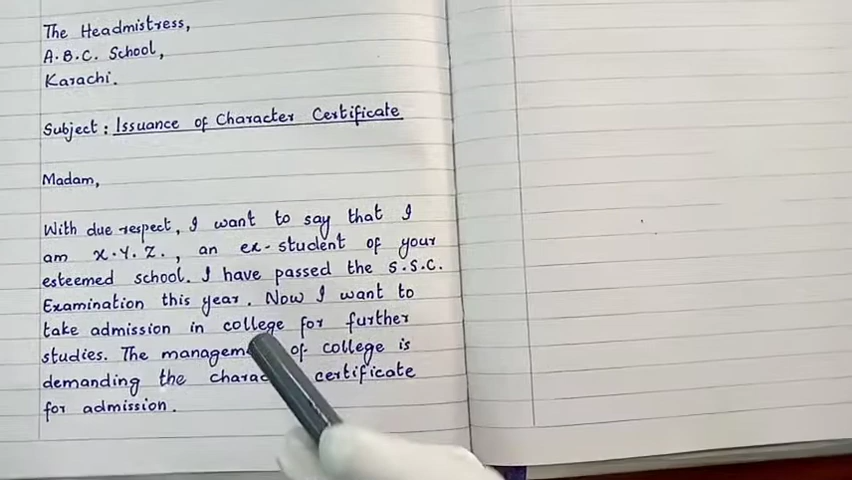 The Headmistress,
A.B.C. School,
Karachi.
Subject : Issuance of Character Certificate
Madam,
With due respect, I want to say that I
am X.Y.Z., an ex-student of your
esteemed school. I have passed the S.S.C.
Examination this year. Now I want to
take admission in college for further
studies. The managem of college is
demanding the charac certificate
for admission.